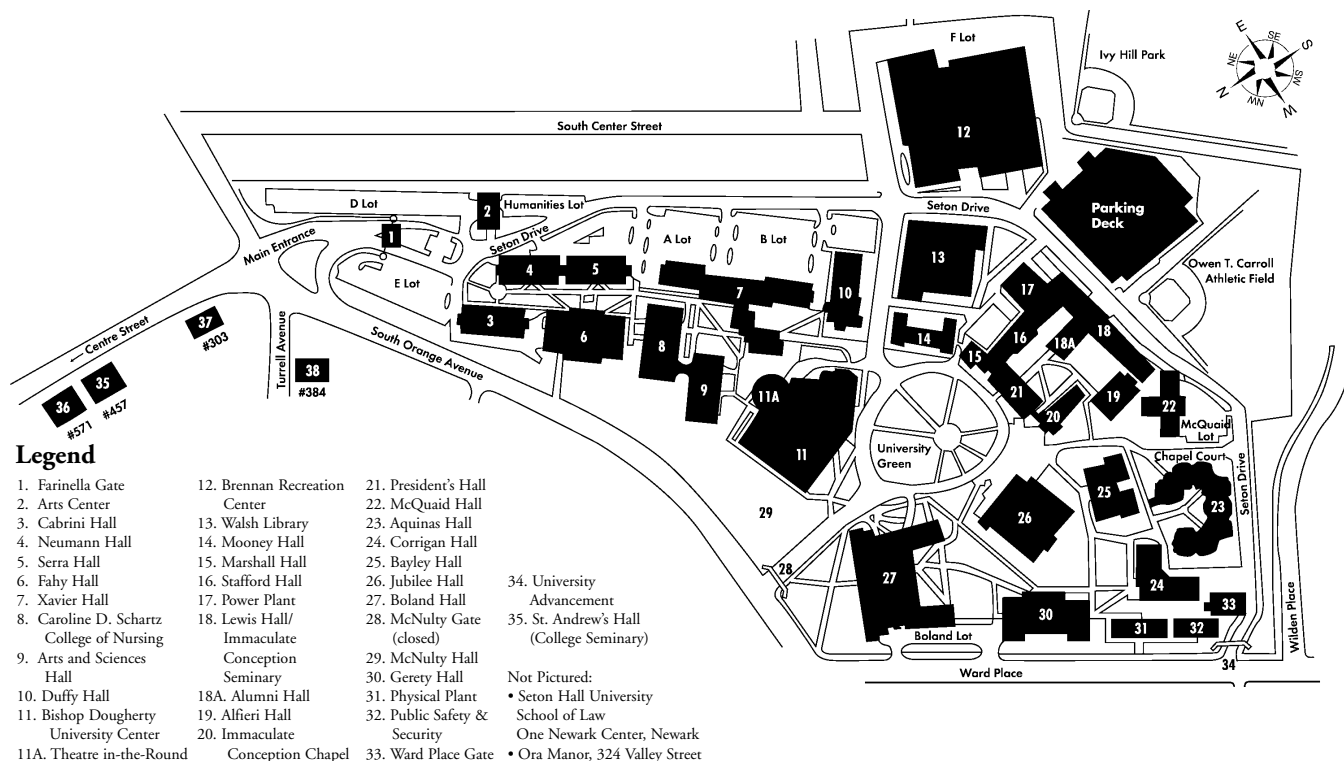 F Lot
Ivy Hill Park
E
SE
S
NE
SW
N
NW
W
South Center Street
12
D Lot
2
Humanities Lot
Seton Drive
Parking
Deck
1
Main Entrance
Seton Drive
A Lot
B Lot
13
Owen T. Carroll
Athletic Field
E Lot
4
5
7
10
17
← Centre Street
37
#303
Turrell Avenue
South Orange Avenue
3
6
8
14
16
18A
18
15
36
35
#571
#457
38
#384
9
11A
21
20
19
22
McQuaid
Lot
University
Green
11
Chapel Court
25
23
Seton Drive
29
26
28
27
24
30
31
32
33
Boland Lot
34
Ward Place
Wilden Place
Legend
1. Farinella Gate
2. Arts Center
3. Cabrini Hall
4. Neumann Hall
5. Serra Hall
6. Fahy Hall
7. Xavier Hall
8. Caroline D. Schartz
College of Nursing
9. Arts and Sciences
Hall
10. Duffy Hall
11. Bishop Dougherty
University Center
11A. Theatre in-the-Round
12. Brennan Recreation
Center
13. Walsh Library
14. Mooney Hall
15. Marshall Hall
16. Stafford Hall
17. Power Plant
18. Lewis Hall/
Immaculate
Conception
Seminary
18A. Alumni Hall
19. Alfieri Hall
20. Immaculate
Conception Chapel
21. President's Hall
22. McQuaid Hall
23. Aquinas Hall
24. Corrigan Hall
25. Bayley Hall
26. Jubilee Hall
27. Boland Hall
28. McNulty Gate
(closed)
29. McNulty Hall
30. Gerety Hall
31. Physical Plant
32. Public Safety &
Security
33. Ward Place Gate
34. University
Advancement
35. St. Andrew's Hall
(College Seminary)
Not Pictured:
• Seton Hall University
School of Law
One Newark Center, Newark
• Ora Manor, 324 Valley Street